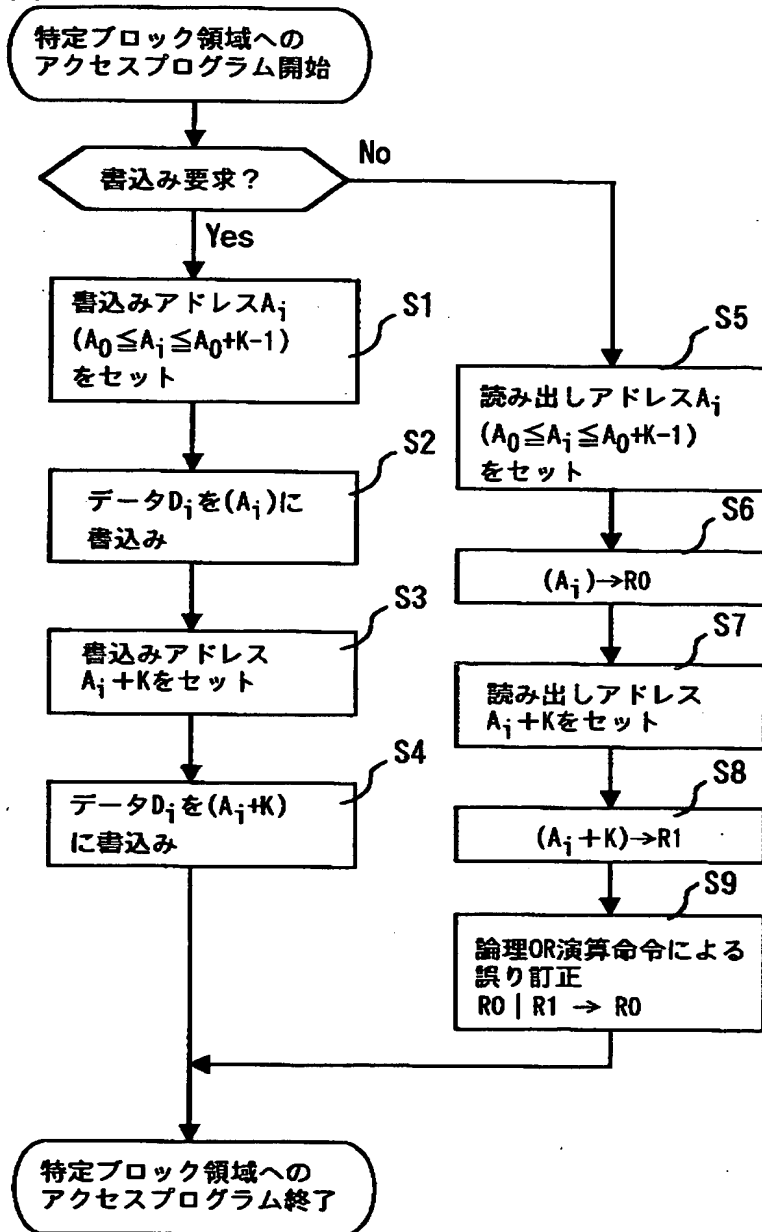 特定ブロック領域への
アクセスプログラム開始
書込み要求?
No
Yes
書込みアドレスAi
(A0≦Ai≦A0+K-1)
をセット
S1
データDiを(Ai)に
書込み
S2
書込みアドレス
Ai+Kをセット
S3
データDiを(Ai+K)
に書込み
S4
読み出しアドレスAi
(A0≦Ai≦A0+K-1)
をセット
S5
(Ai)→R0
S6
読み出しアドレス
Ai+Kをセット
S7
(Ai+K)→R1
S8
論理OR演算命令による
誤り訂正
R0 | R1 → R0
S9
特定ブロック領域への
アクセスプログラム終了